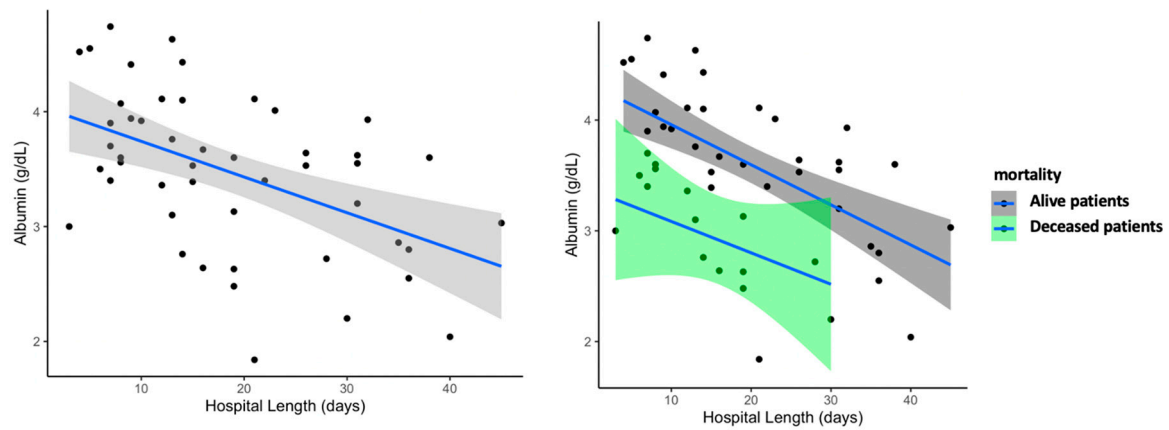 Albumin (g/dL)
4
3
2
10
20
30
40
Hospital Length (days)
Albumin (g/dL)
4
3
2
10
20
30
40
Hospital Length (days)
mortality
Alive patients
Deceased patients